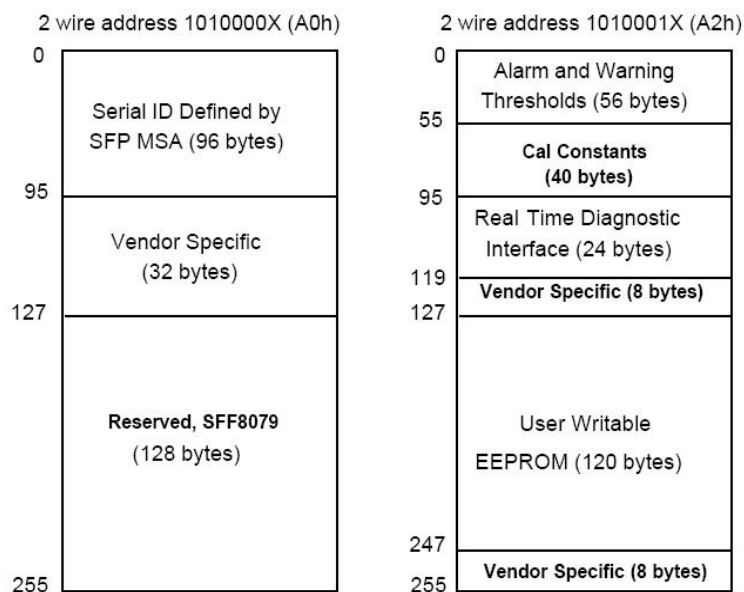 2 wire address 1010000X (A0h)
0
Serial ID Defined by
SFP MSA (96 bytes)
95
Vendor Specific
(32 bytes)
127
Reserved, SFF8079
(128 bytes)
255
2 wire address 1010001X (A2h)
0
Alarm and Warning
Thresholds (56 bytes)
55
Cal Constants
(40 bytes)
95
Real Time Diagnostic
Interface (24 bytes)
119
Vendor Specific (8 bytes)
127
User Writable
EEPROM (120 bytes)
247
Vendor Specific (8 bytes)
255